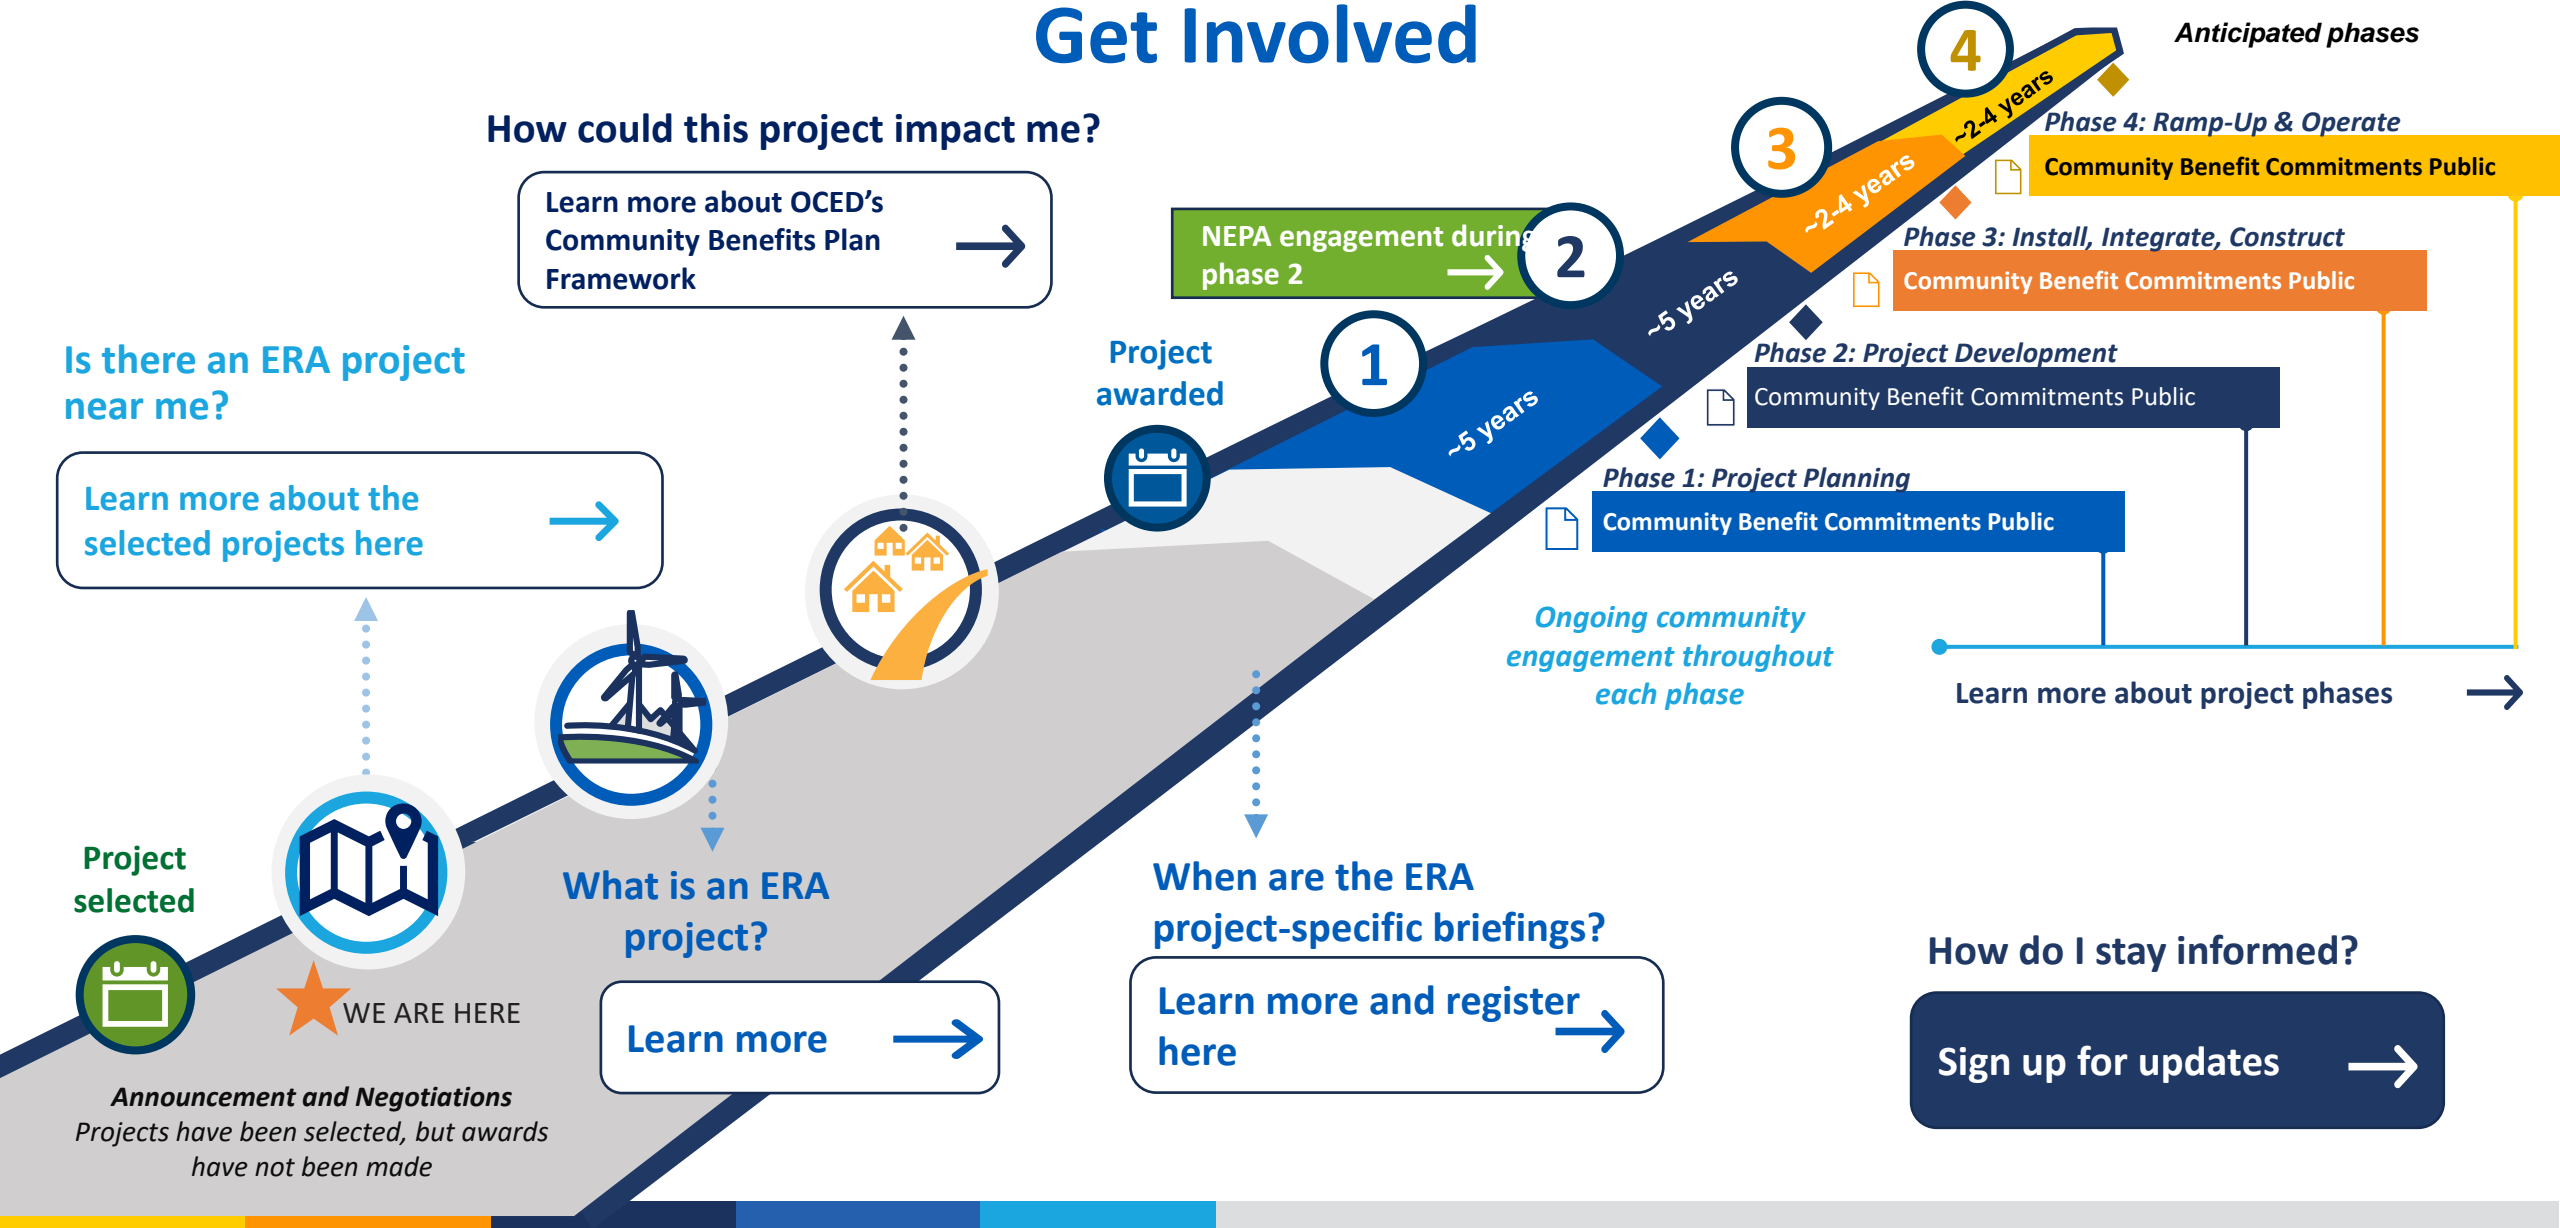 Get Involved
Anticipated phases
How could this project impact me?
Learn more about OCED’s
Community Benefits Plan
Framework
Is there an ERA project
near me?
Learn more about the
selected projects here
NEPA engagement during
phase 2
Project
awarded
1
2
3
4
~5 years
~5 years
~2-4 years
~2-4 years
Phase 4: Ramp-Up & Operate
Community Benefit Commitments Public
Phase 3: Install, Integrate, Construct
Community Benefit Commitments Public
Phase 2: Project Development
Community Benefit Commitments Public
Phase 1: Project Planning
Community Benefit Commitments Public
Ongoing community
engagement throughout
each phase
Learn more about project phases
Project
selected
WE ARE HERE
Announcement and Negotiations
Projects have been selected, but awards
have not been made
What is an ERA
project?
Learn more
When are the ERA
project-specific briefings?
Learn more and register
here
How do I stay informed?
Sign up for updates